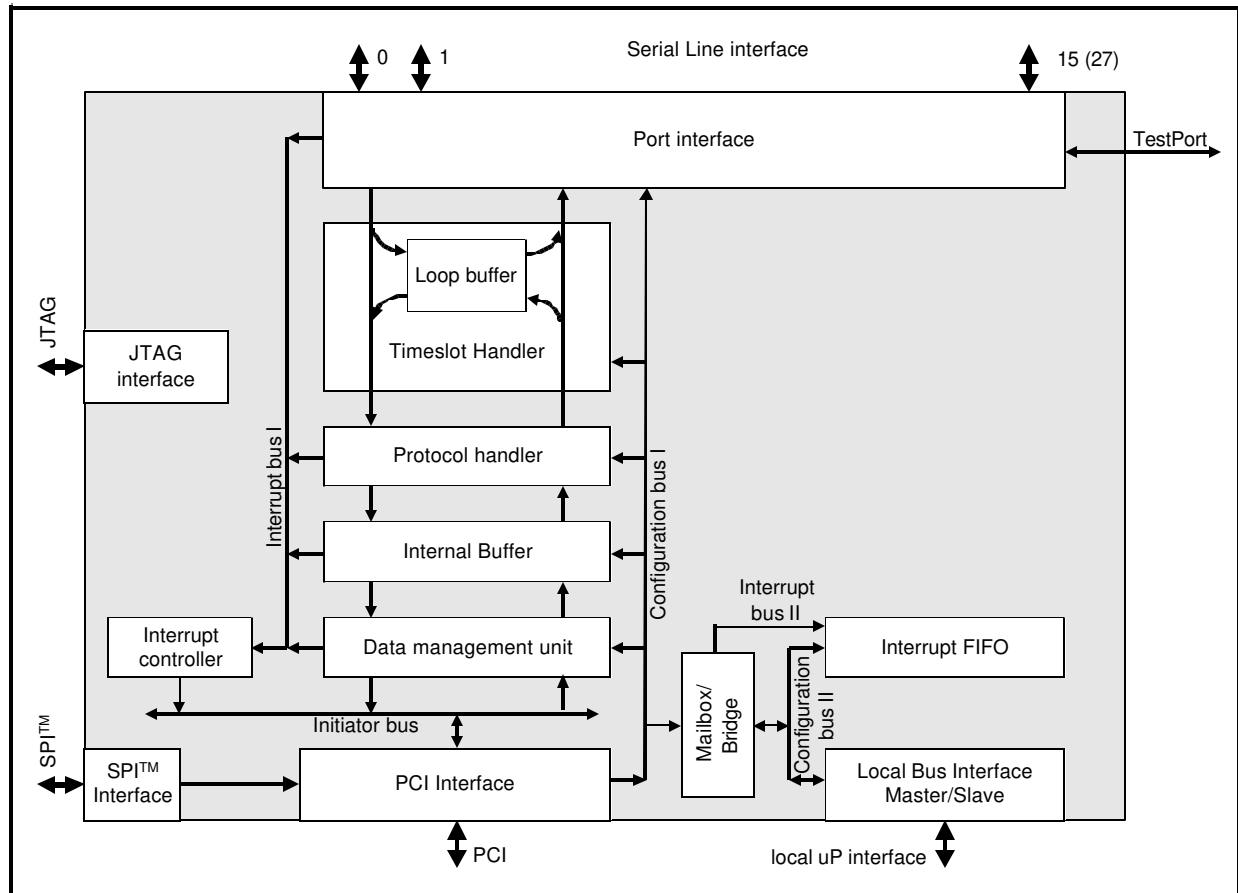 Serial Line interface
0
1
15 (27)
Port interface
TestPort
Loop buffer
Timeslot Handler
JTAG
JTAG
interface
Protocol handler
Interrupt bus I
Configuration bus I
Internal Buffer
Interrupt
bus II
Interrupt
controller
Data management unit
Interrupt FIFO
Mailbox/
Bridge
Configuration
bus II
Initiator bus
SPI™
SPI™
Interface
PCI Interface
Local Bus Interface
Master/Slave
PCI
local uP interface